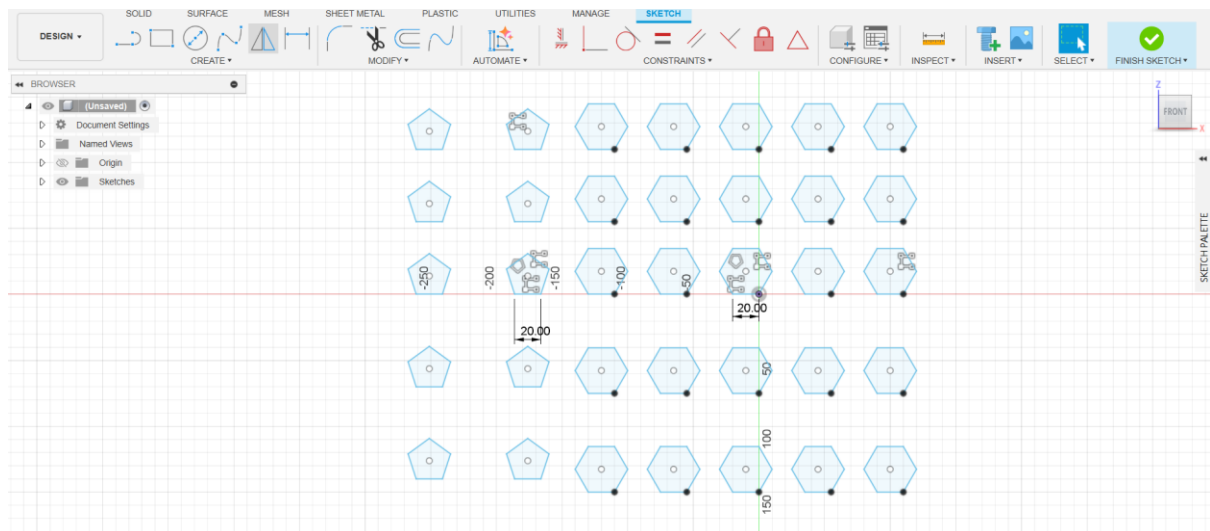 SOLID SURFACE MESH SHEET METAL PLASTIC UTILITIES MANAGE SKETCH
DESIGN
CREATE MODIFY AUTOMATE CONSTRAINTS CONFIGURE INSPECT INSERT SELECT FINISH SKETCH
BROWSER
(Unsaved)
Document Settings
Named Views
Origin
Sketches
Z
FRONT
X
SKETCH PALETTE
-250
-200
-150
-100
50
20.00
20.00
50
100
150